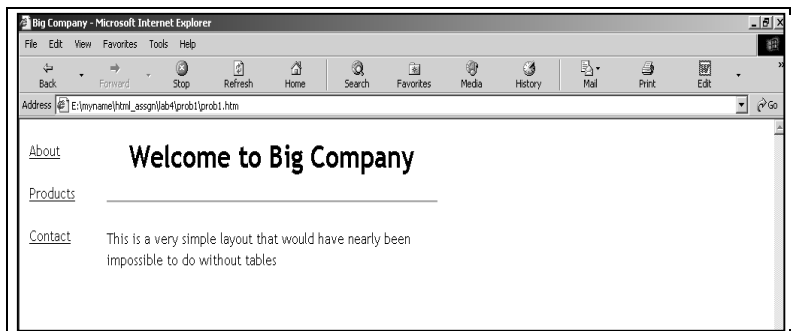 Big Company - Microsoft Internet Explorer
File Edit View Favorites Tools Help
Back Forward Stop Refresh Home Search Favorites Media History Mail Print Edit »
Address E:\myname\html_assgn\lab4\prob1\prob1.htm Go
About
Welcome to Big Company
Products
Contact
This is a very simple layout that would have nearly been
impossible to do without tables